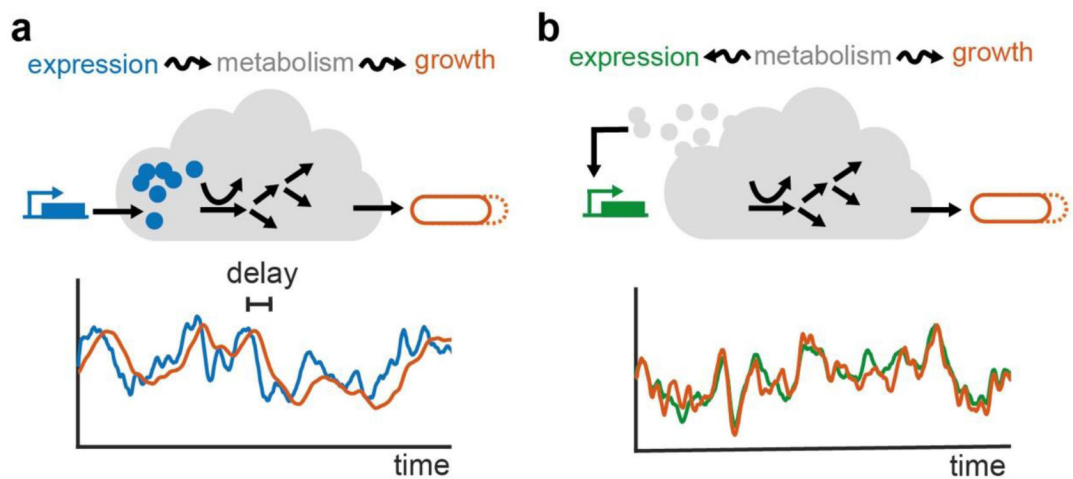 a
expression metabolism growth
delay
time
b
expression metabolism growth
time